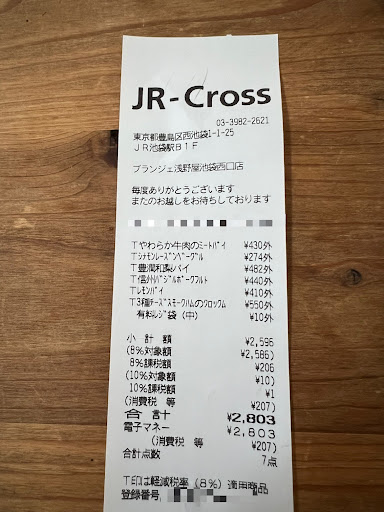 JR-Cross
03-3982-2621
東京都豊島区西池袋1-1-25
JR池袋駅B1F
ブランジェ浅野屋池袋西口店
毎度ありがとうございます
またのお越しをお待ちしております
Tやわらか牛肉のミートパイ ¥430外
Tシナモンレーズンベーグル ¥274外
T豊潤和梨パイ ¥482外
T信州バジルポークフルト ¥440外
Tレモンパイ ¥410外
T3種チーズスモークハムのクロックム ¥550外
有料レジ袋(中) ¥10外
小計額 ¥2,596
(8%対象額 ¥2,586)
8%課税額 ¥206
(10%対象額 ¥10)
10%課税額 ¥1
(消費税 等 ¥207)
合計 ¥2,803
電子マネー ¥2,803
(消費税 等 ¥207)
合計点数 7点
T印は軽減税率(8%)適用商品
登録番号